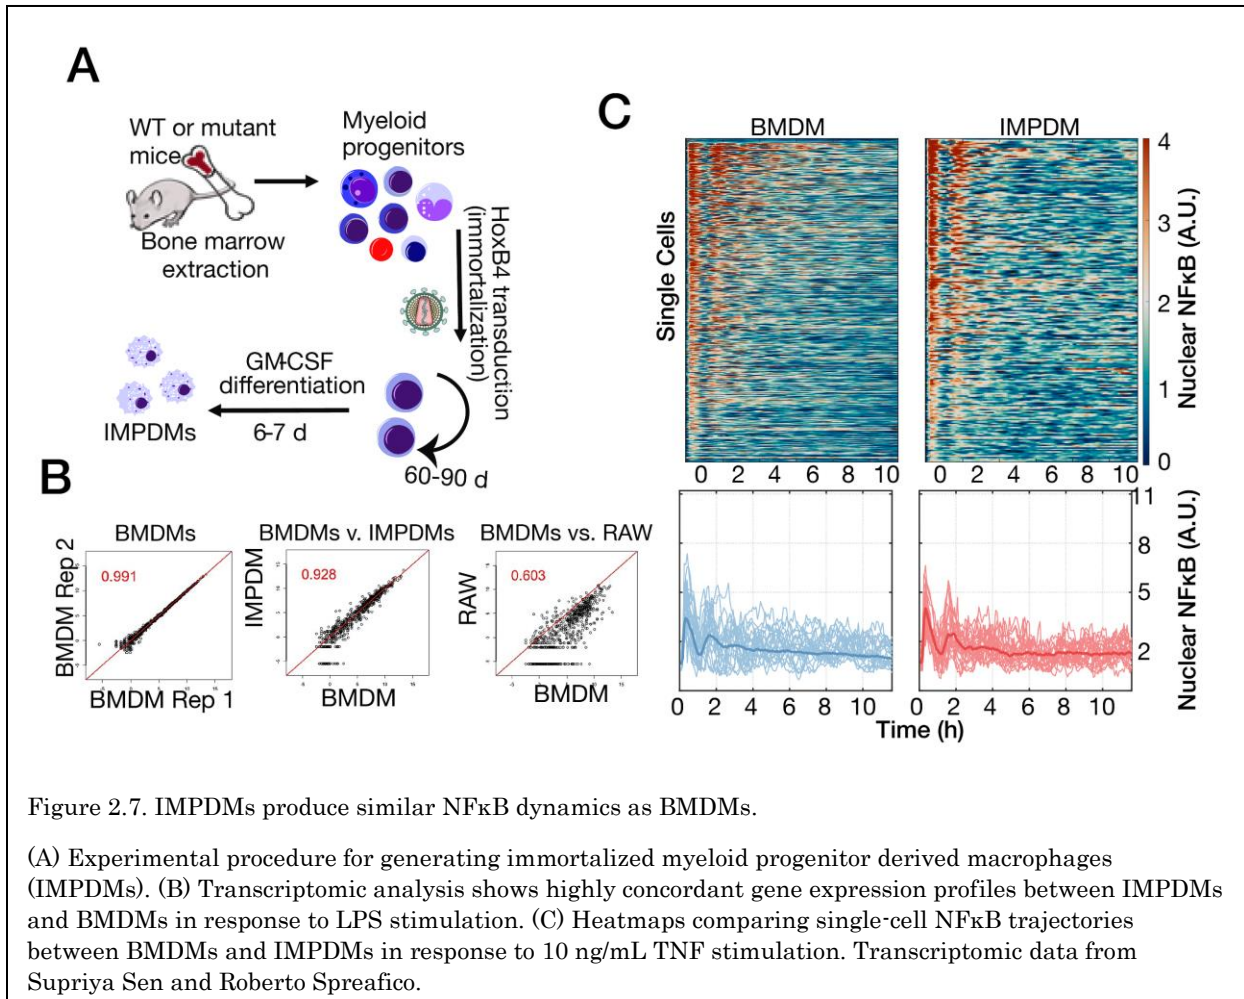 A
WT or mutant
mice
Bone marrow
extraction
Myeloid
progenitors
HoxB4 transduction
(immortalization)
GM-CSF
differentiation
6-7 d
IMPDMs
60-90 d
B
BMDMs
BMDM Rep 2
0.991
BMDM Rep 1
BMDMs v. IMPDMs
IMPDM
0.928
BMDM
BMDMs vs. RAW
RAW
0.603
BMDM
C
BMDM
IMPDM
Single Cells
0 2 4 6 8 10
0 2 4 6 8 10
4
3
2
1
0
Nuclear NFκB (A.U.)
11
8
5
2
Nuclear NFκB (A.U.)
0 2 4 6 8 10
0 2 4 6 8 10
Time (h)
Figure 2.7. IMPDMs produce similar NFκB dynamics as BMDMs.
(A) Experimental procedure for generating immortalized myeloid progenitor derived macrophages
(IMPDMs). (B) Transcriptomic analysis shows highly concordant gene expression profiles between IMPDMs
and BMDMs in response to LPS stimulation. (C) Heatmaps comparing single-cell NFκB trajectories
between BMDMs and IMPDMs in response to 10 ng/mL TNF stimulation. Transcriptomic data from
Supriya Sen and Roberto Spreafico.